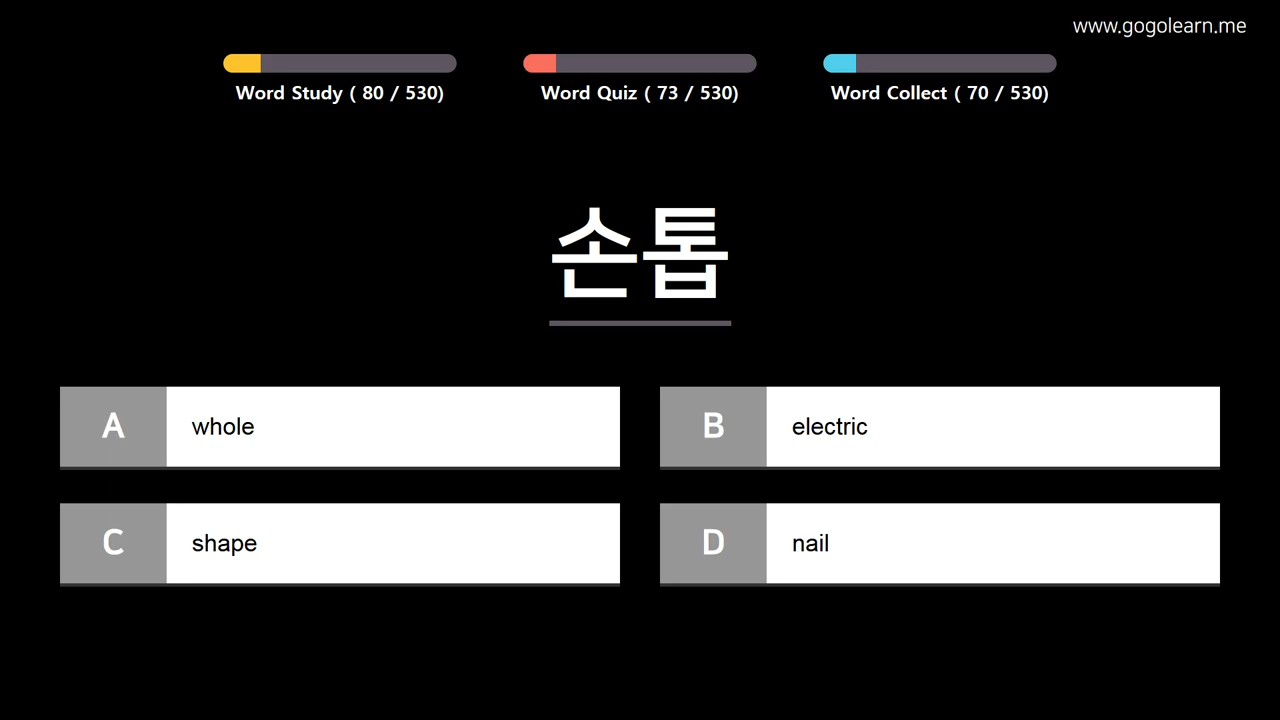 www.gogolearn.me
Word Study ( 80 / 530)
Word Quiz ( 73 / 530)
Word Collect ( 70 / 530)
손톱
A whole
B electric
C shape
D nail